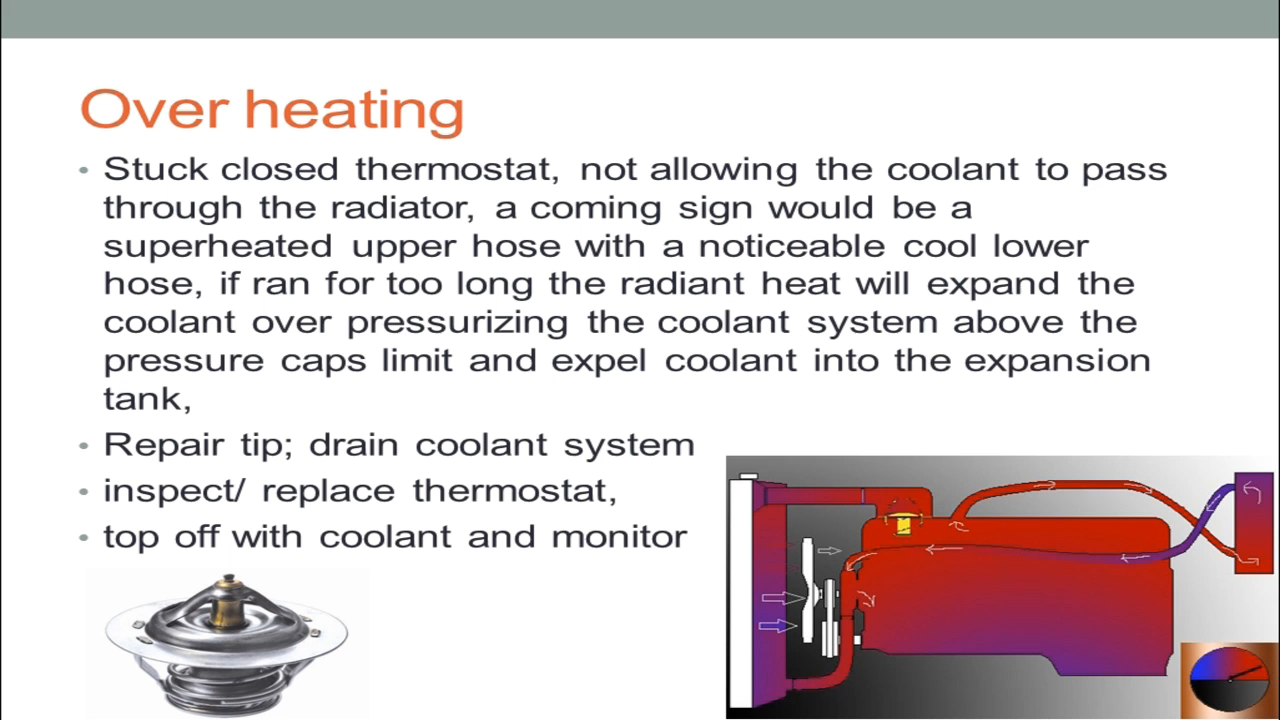 Over heating
• Stuck closed thermostat, not allowing the coolant to pass
through the radiator, a coming sign would be a
superheated upper hose with a noticeable cool lower
hose, if ran for too long the radiant heat will expand the
coolant over pressurizing the coolant system above the
pressure caps limit and expel coolant into the expansion
tank,
• Repair tip; drain coolant system
• inspect/ replace thermostat,
• top off with coolant and monitor